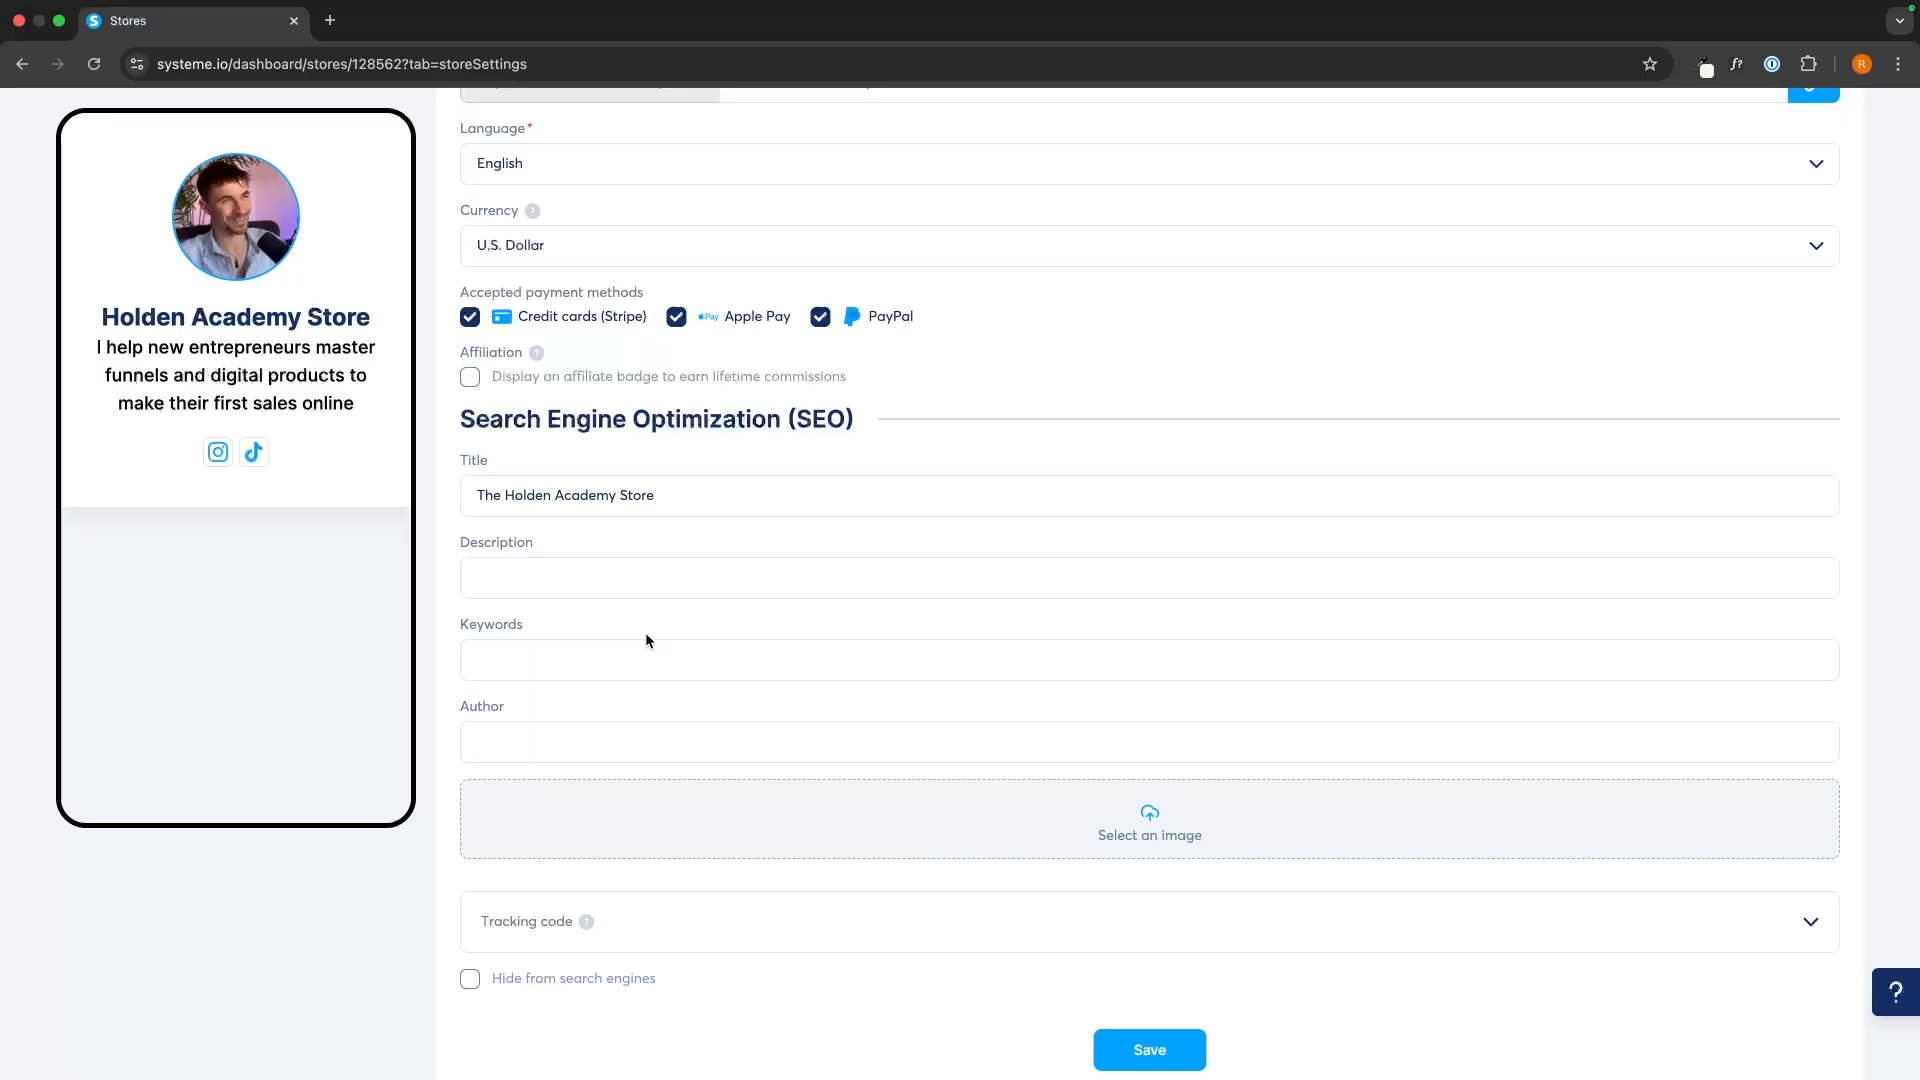 Stores
systeme.io/dashboard/stores/128562?tab=storeSettings
R
Holden Academy Store
I help new entrepreneurs master
funnels and digital products to
make their first sales online
Language*
English
Currency ?
U.S. Dollar
Accepted payment methods
Credit cards (Stripe) Pay Apple Pay PayPal
Affiliation ?
Display an affiliate badge to earn lifetime commissions
Search Engine Optimization (SEO)
Title
The Holden Academy Store
Description
Keywords
Author
Select an image
Tracking code ?
Hide from search engines
?
Save